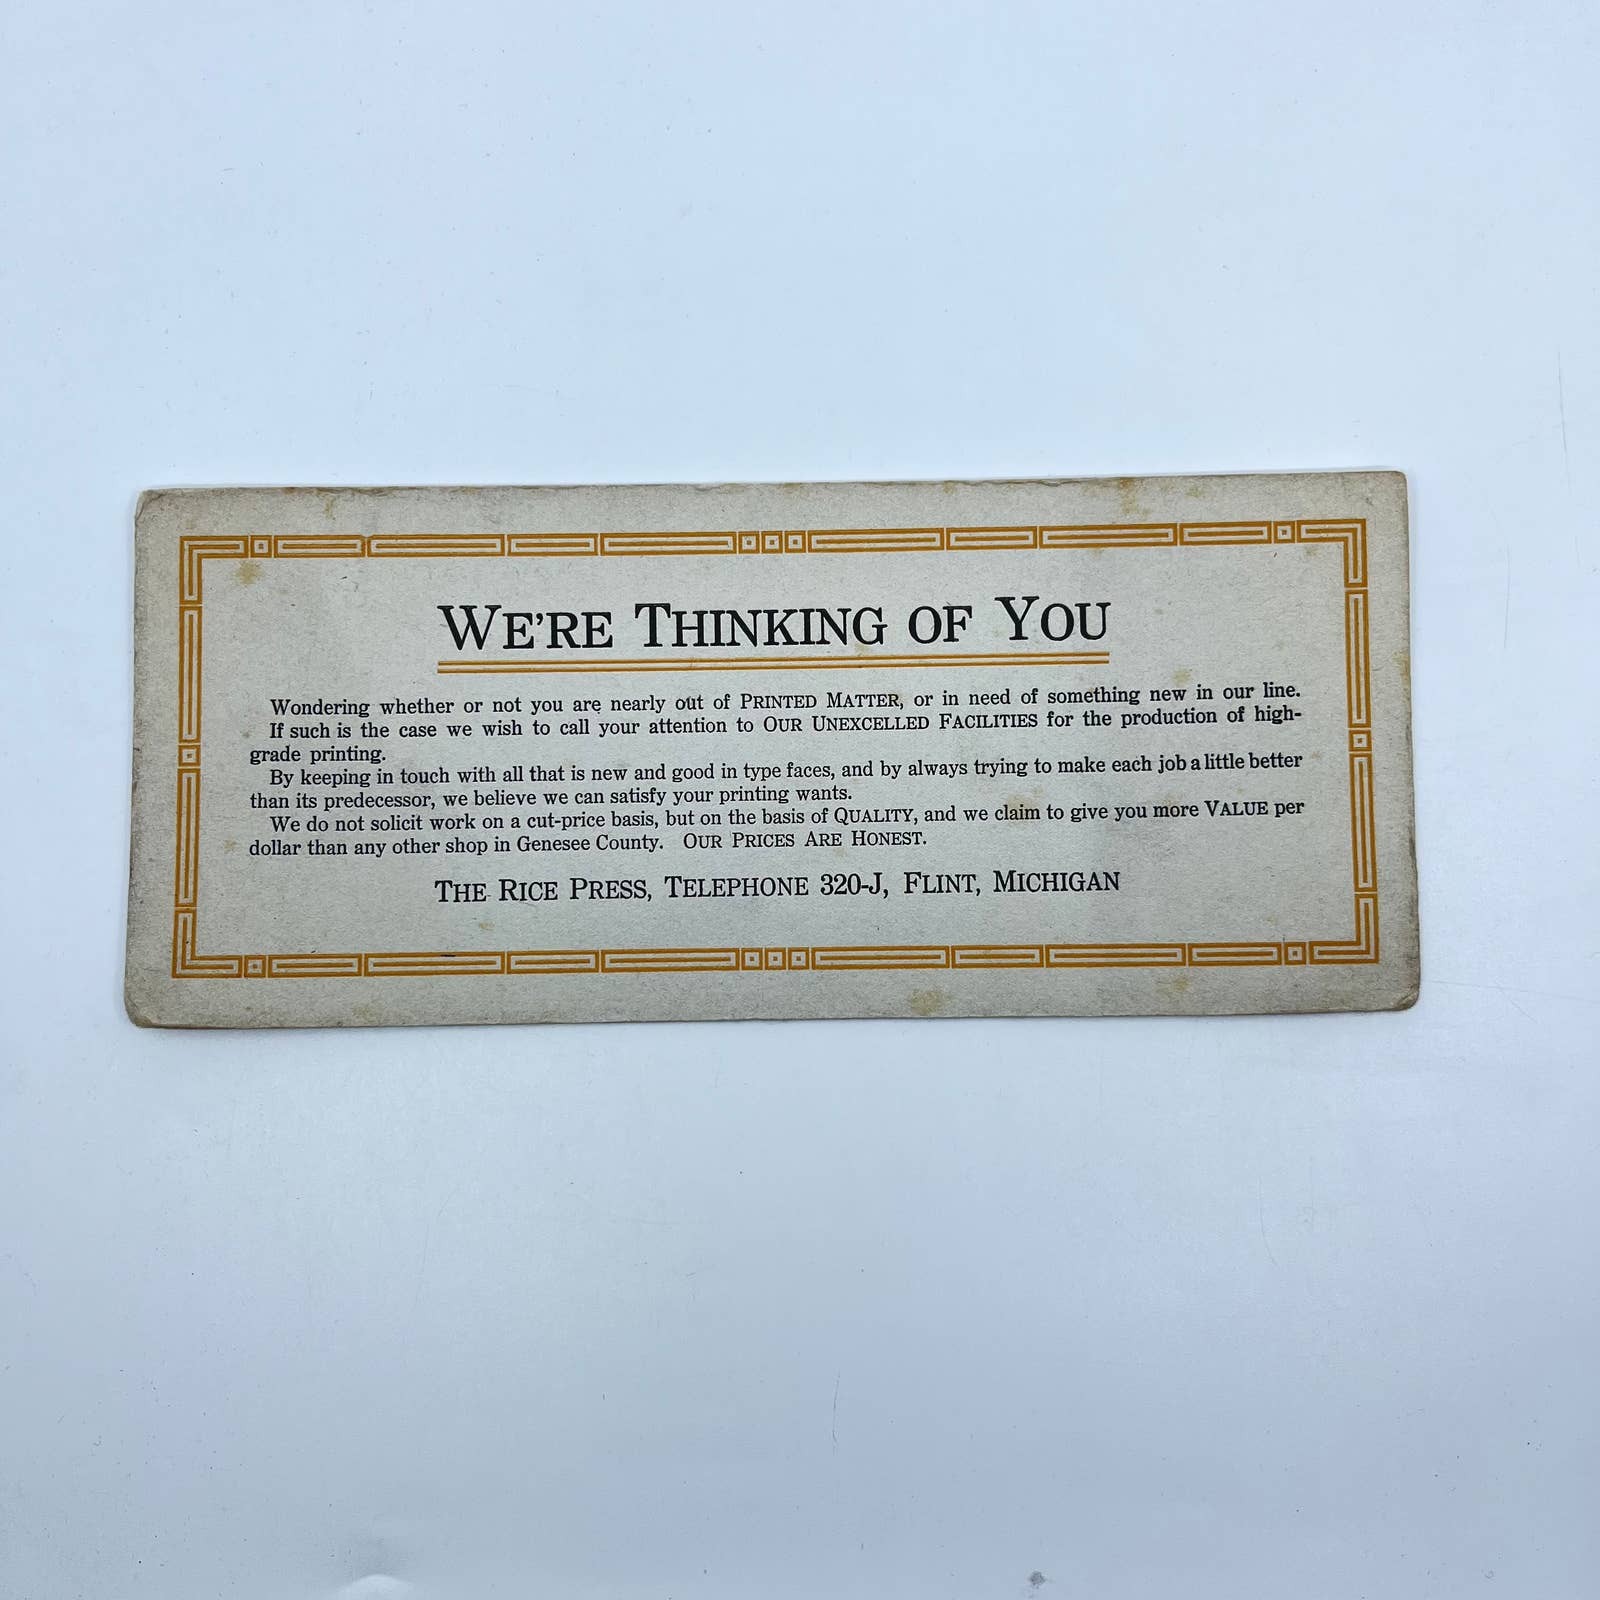 WE'RE THINKING OF YOU
Wondering whether or not you are nearly out of PRINTED MATTER, or in need of something new in our line.
If such is the case we wish to call your attention to OUR UNEXCELLED FACILITIES for the production of high-
grade printing.
By keeping in touch with all that is new and good in type faces, and by always trying to make each job a little better
than its predecessor, we believe we can satisfy your printing wants.
We do not solicit work on a cut-price basis, but on the basis of QUALITY, and we claim to give you more VALUE per
dollar than any other shop in Genesee County. OUR PRICES ARE HONEST.
THE RICE PRESS, TELEPHONE 320-J, FLINT, MICHIGAN